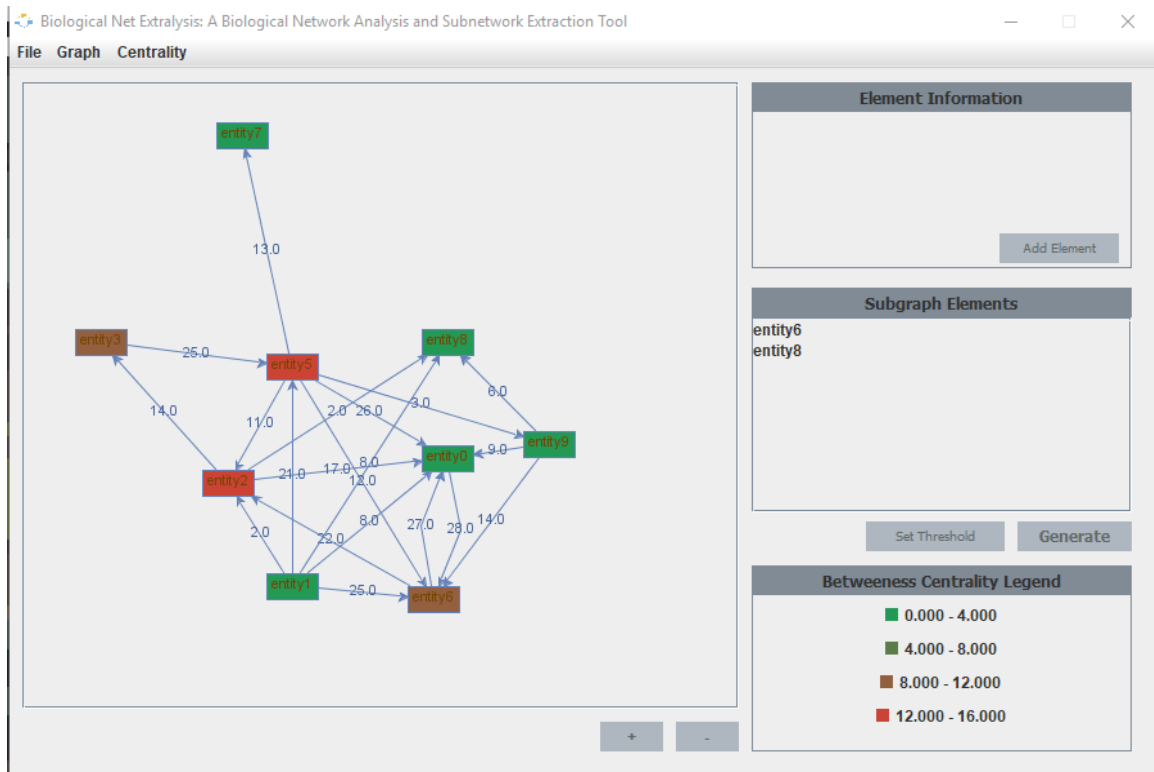 Biological Net Extralysis: A Biological Network Analysis and Subnetwork Extraction Tool
File Graph Centrality
entity7
13.0
entity3
25.0
entity5
entity8
14.0
11.0
2.0
26.0
3.0
6.0
entity9
9.0
entity0
entity2
21.0
17.0
8.0
12.0
2.0
22.0
8.0
27.0
28.0
14.0
entity1
25.0
entity6
+
-
Element Information
Add Element
Subgraph Elements
entity6
entity8
Set Threshold
Generate
Betweeness Centrality Legend
0.000 - 4.000
4.000 - 8.000
8.000 - 12.000
12.000 - 16.000